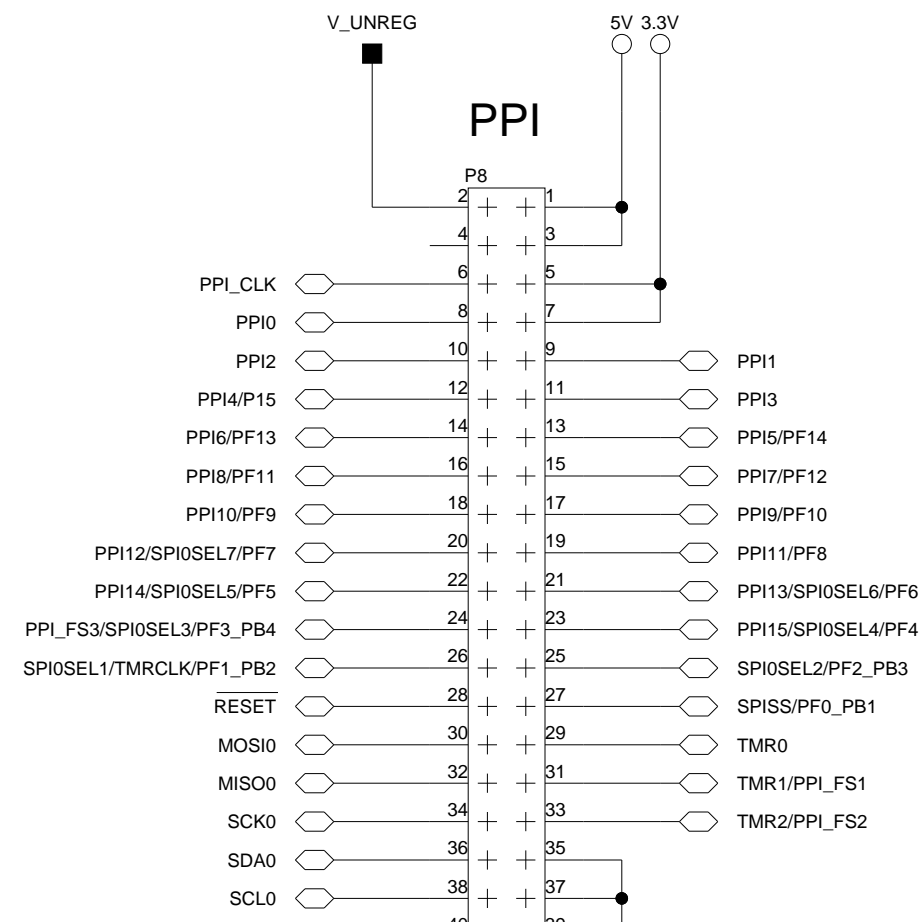 V_UNREG 5V 3.3V
PPI
P8
2 1
4 3
PPI_CLK 6 5
PPI0 8 7
PPI2 10 9 PPI1
PPI4/P15 12 11 PPI3
PPI6/PF13 14 13 PPI5/PF14
PPI8/PF11 16 15 PPI7/PF12
PPI10/PF9 18 17 PPI9/PF10
PPI12/SPI0SEL7/PF7 20 19 PPI11/PF8
PPI14/SPI0SEL5/PF5 22 21 PPI13/SPI0SEL6/PF6
PPI_FS3/SPI0SEL3/PF3_PB4 24 23 PPI15/SPI0SEL4/PF4
SPI0SEL1/TMRCLK/PF1_PB2 26 25 SPI0SEL2/PF2_PB3
RESET 28 27 SPISS/PF0_PB1
MOSI0 30 29 TMR0
MISO0 32 31 TMR1/PPI_FS1
SCK0 34 33 TMR2/PPI_FS2
SDA0 36 35
SCL0 38 37